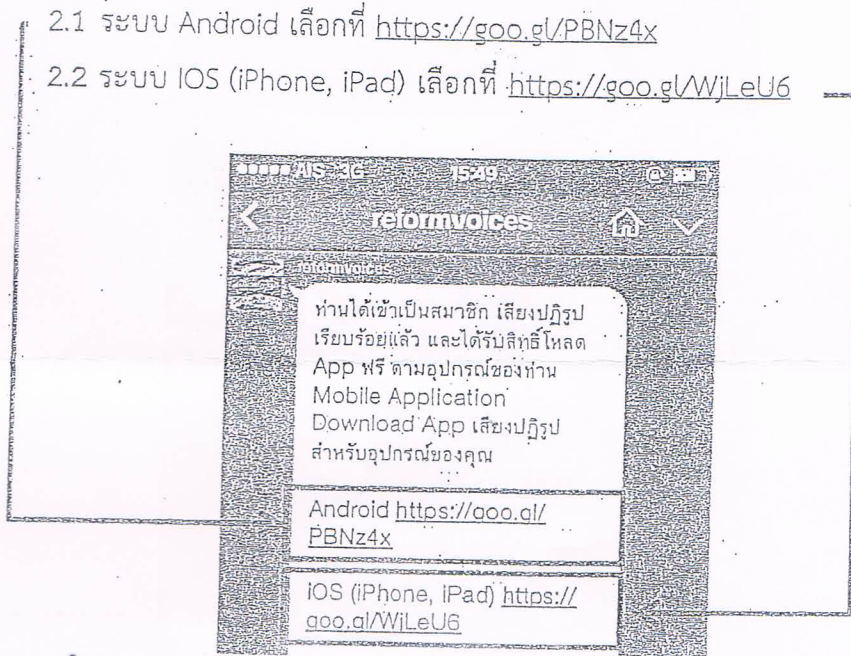 2.1 ระบบ Android เลือกที่ https://goo.gl/PBNz4x
2.2 ระบบ IOS (iPhone, iPad) เลือกที่ https://goo.gl/WjLeU6
AIS 3G 15:49
reformvoices
reformvoices
ท่านได้เข้าเป็นสมาชิก เสียงปฏิรูป
เรียบร้อยแล้ว และได้รับสิทธิ์โหลด
App ฟรี ตามอุปกรณ์ของท่าน
Mobile Application
Download App เสียงปฏิรูป
สำหรับอุปกรณ์ของคุณ
Android https://goo.gl/
PBNz4x
iOS (iPhone, iPad) https://
goo.gl/WjLeU6